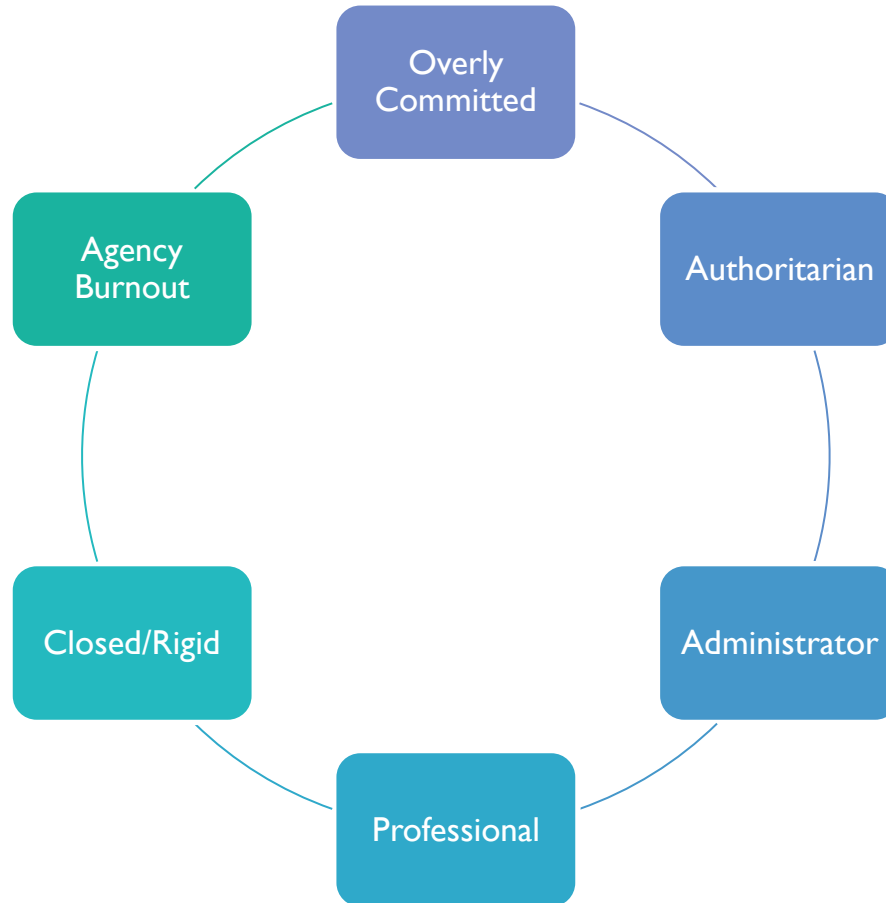 Overly
Committed
Authoritarian
Administrator
Professional
Closed/Rigid
Agency
Burnout